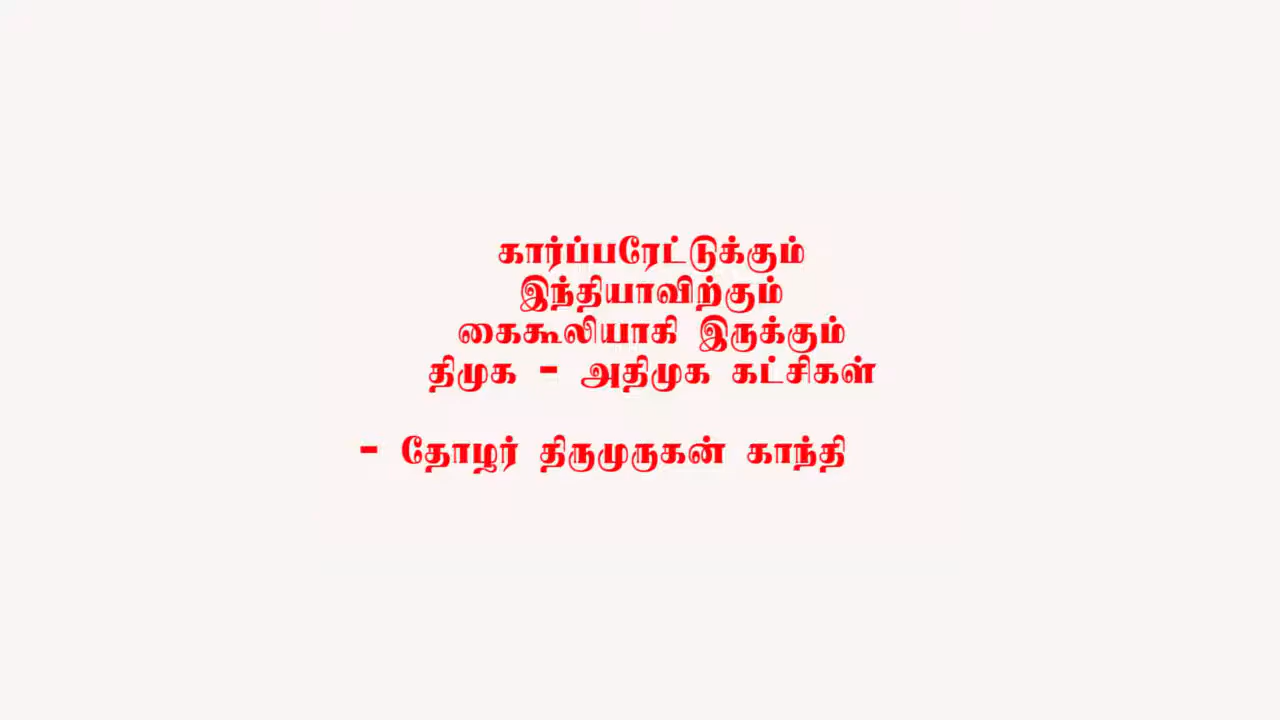 கார்ப்பரேட்டுக்கும்
இந்தியாவிற்கும்
கைகூலியாகி இருக்கும்
திமுக - அதிமுக கட்சிகள்
- தோழர் திருமுருகன் காந்தி